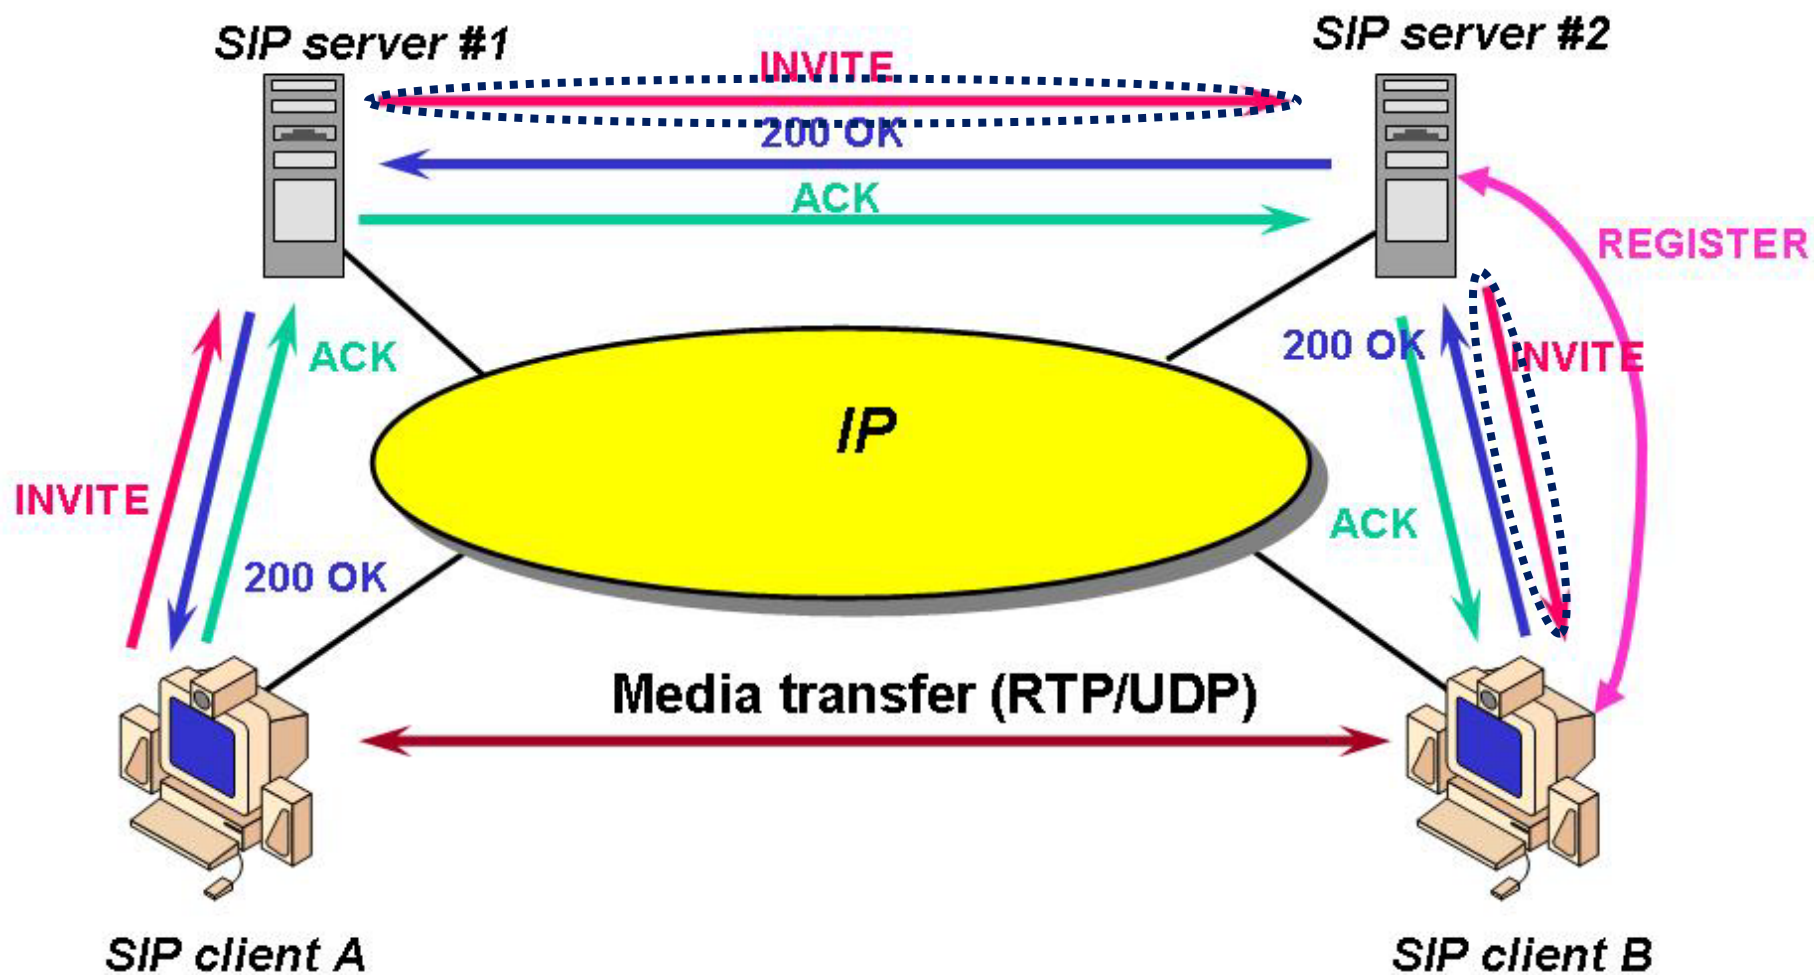 SIP server #1
SIP server #2
INVITE
200 OK
ACK
REGISTER
ACK
200 OK
INVITE
IP
INVITE
ACK
200 OK
Media transfer (RTP/UDP)
SIP client A
SIP client B